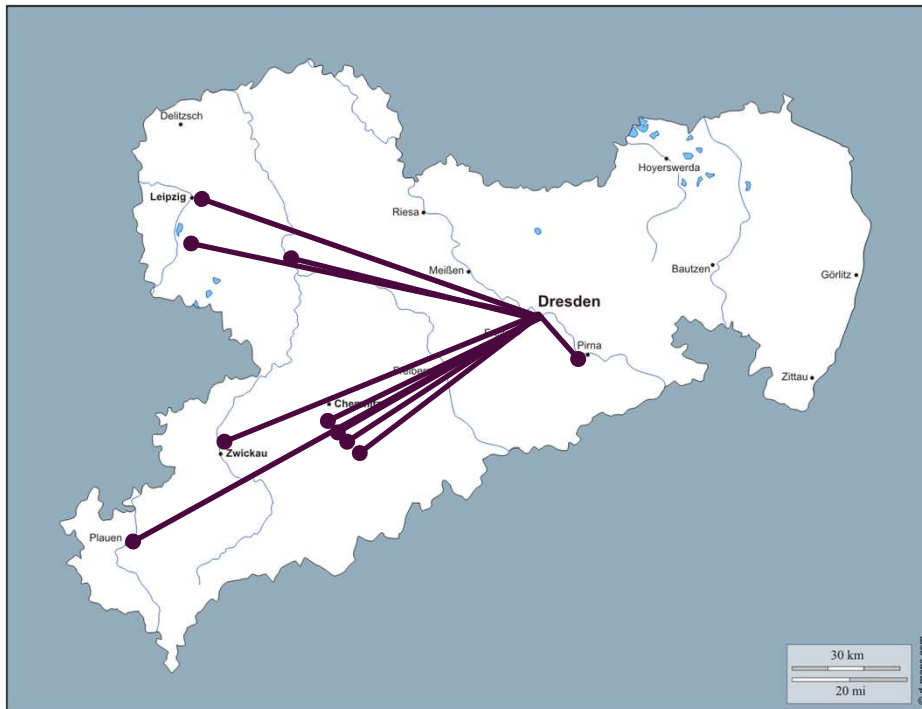 Delitzsch
Leipzig
Hoyerswerda
Riesa
Meißen
Bautzen
Görlitz
Dresden
Pirna
Zittau
Zwickau
Plauen
30 km
20 mi